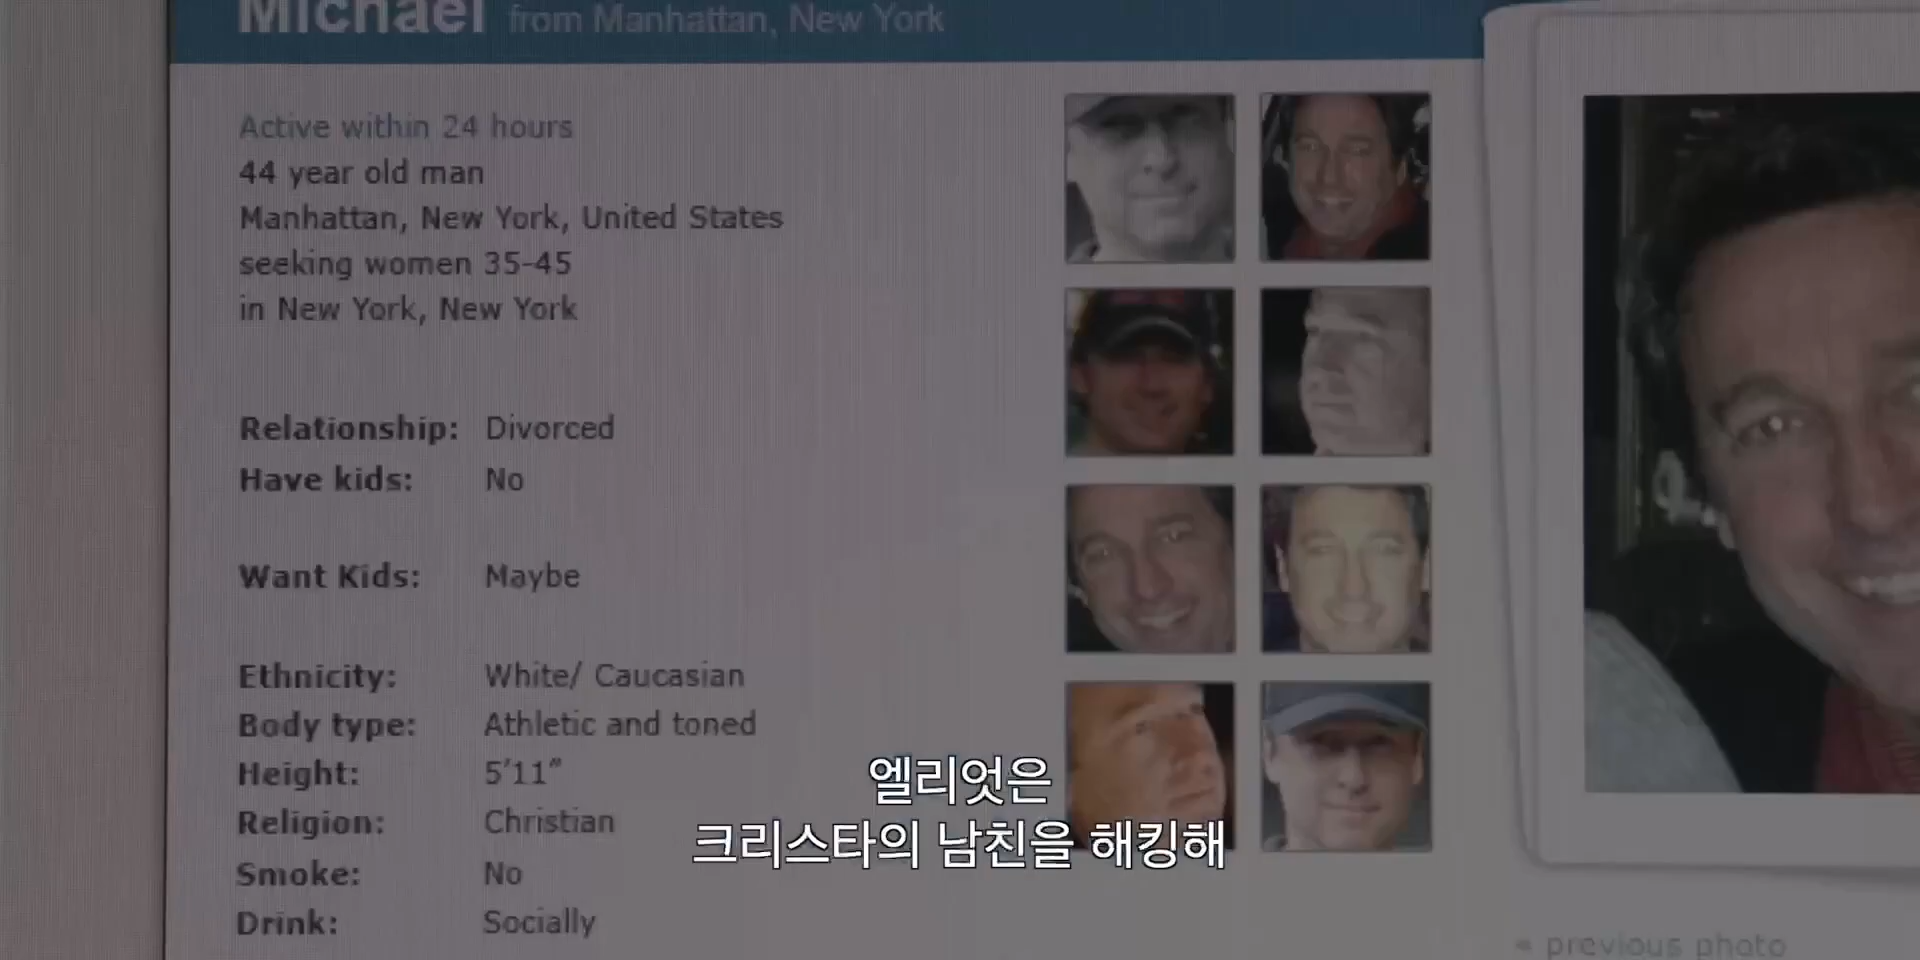 Michael from Manhattan, New York
Active within 24 hours
44 year old man
Manhattan, New York, United States
seeking women 35-45
in New York, New York
Relationship: Divorced
Have kids: No
Want Kids: Maybe
Ethnicity: White/ Caucasian
Body type: Athletic and toned
Height: 5'11"
Religion: Christian
Smoke: No
Drink: Socially
엘리엇은
크리스타의 남친을 해킹해
« previous photo